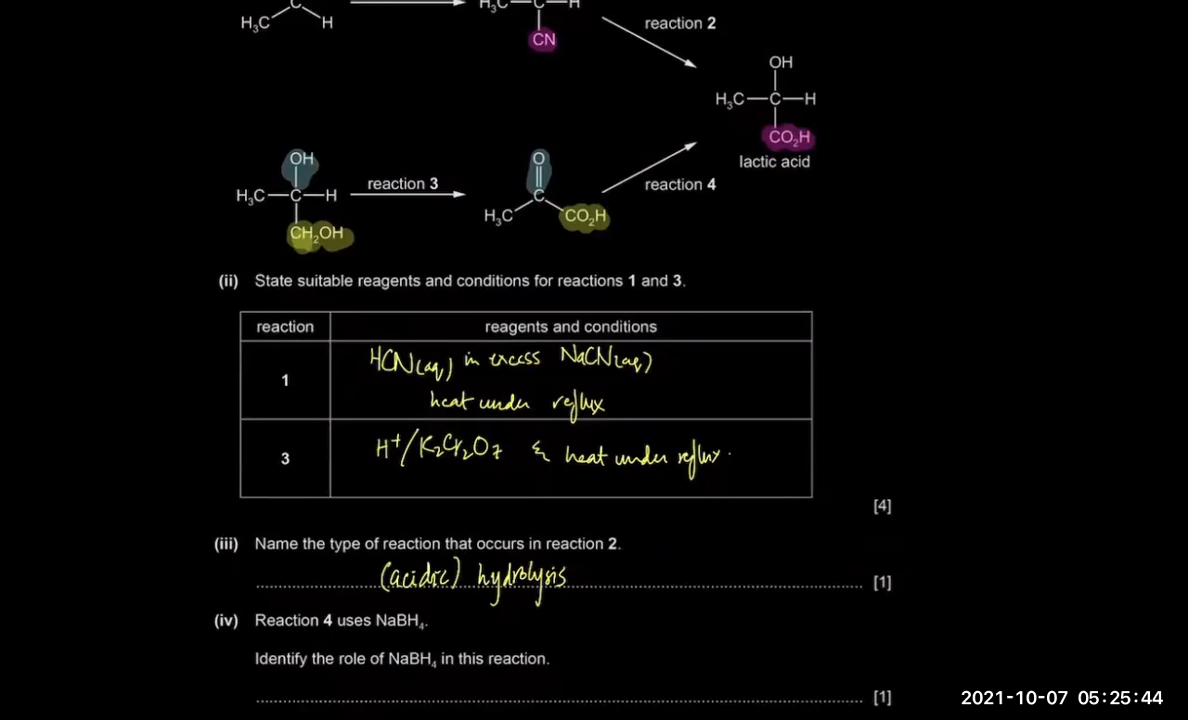 H₃C C H
H₃C—C—H
CN
reaction 2
OH
H₃C—C—H
CO₂H
lactic acid
OH
H₃C—C—H
CH₂OH
reaction 3
O
C
H₃C CO₂H
reaction 4
(ii) State suitable reagents and conditions for reactions 1 and 3.
reaction reagents and conditions
1 HCN(aq) in excess NaCN(aq)
heat under reflux
3 H+/K₂Cr₂O₇ & heat under reflux.
[4]
(iii) Name the type of reaction that occurs in reaction 2.
(acidic) hydrolysis [1]
(iv) Reaction 4 uses NaBH₄.
Identify the role of NaBH₄ in this reaction.
[1]
2021-10-07 05:25:44